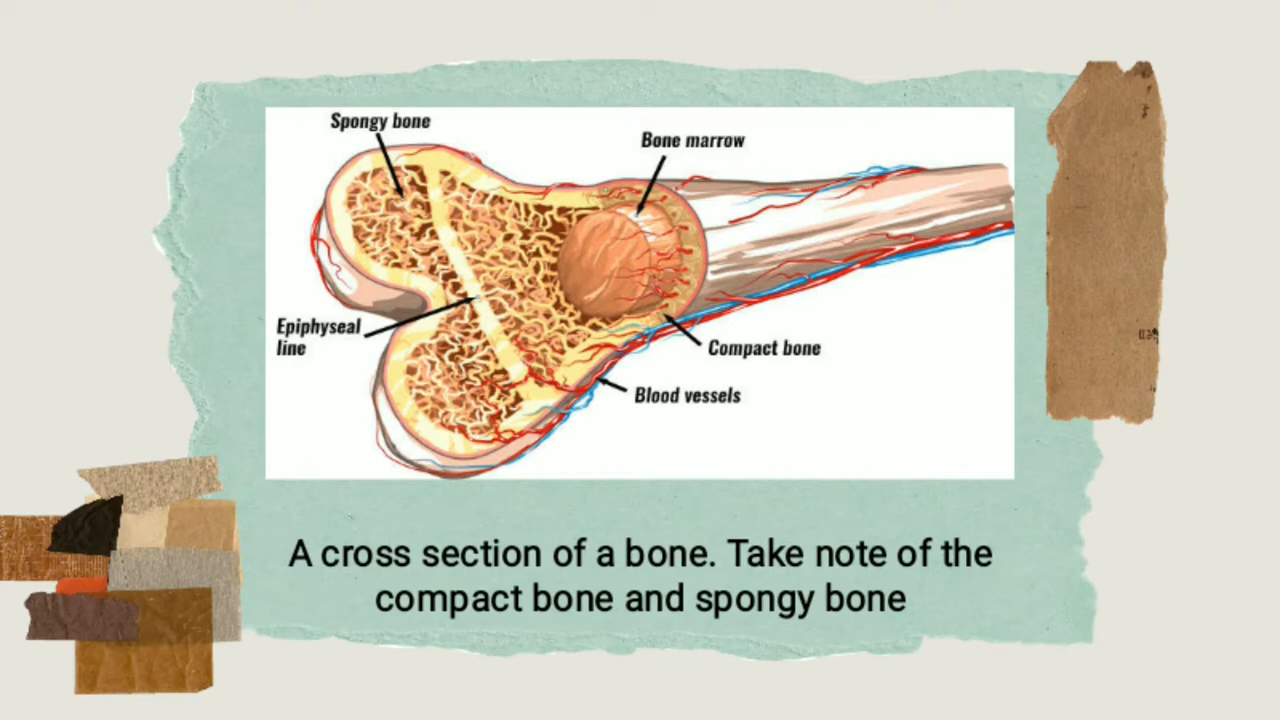 Spongy bone
Bone marrow
Epiphyseal
line
Compact bone
Blood vessels
A cross section of a bone. Take note of the
compact bone and spongy bone